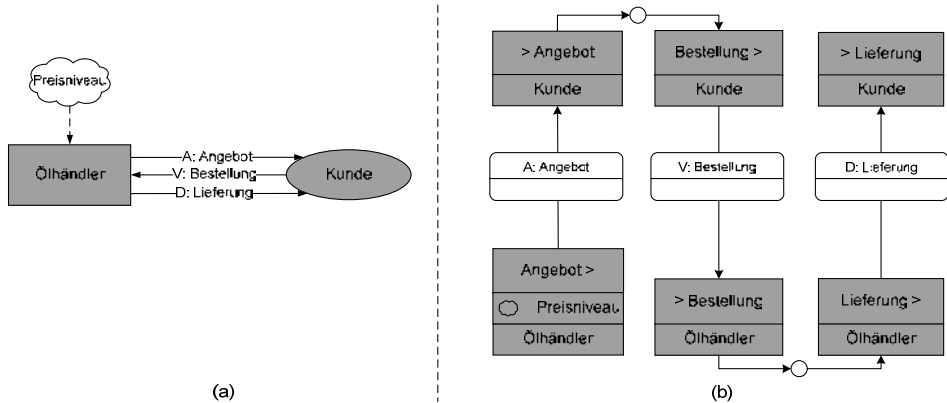 Preisniveau
Ölhändler
A: Angebot
V: Bestellung
D: Lieferung
Kunde
(a)
> Angebot
Kunde
Bestellung >
Kunde
> Lieferung
Kunde
A: Angebot
V: Bestellung
D: Lieferung
Angebot >
Preisniveau
Ölhändler
> Bestellung
Ölhändler
Lieferung >
Ölhändler
(b)